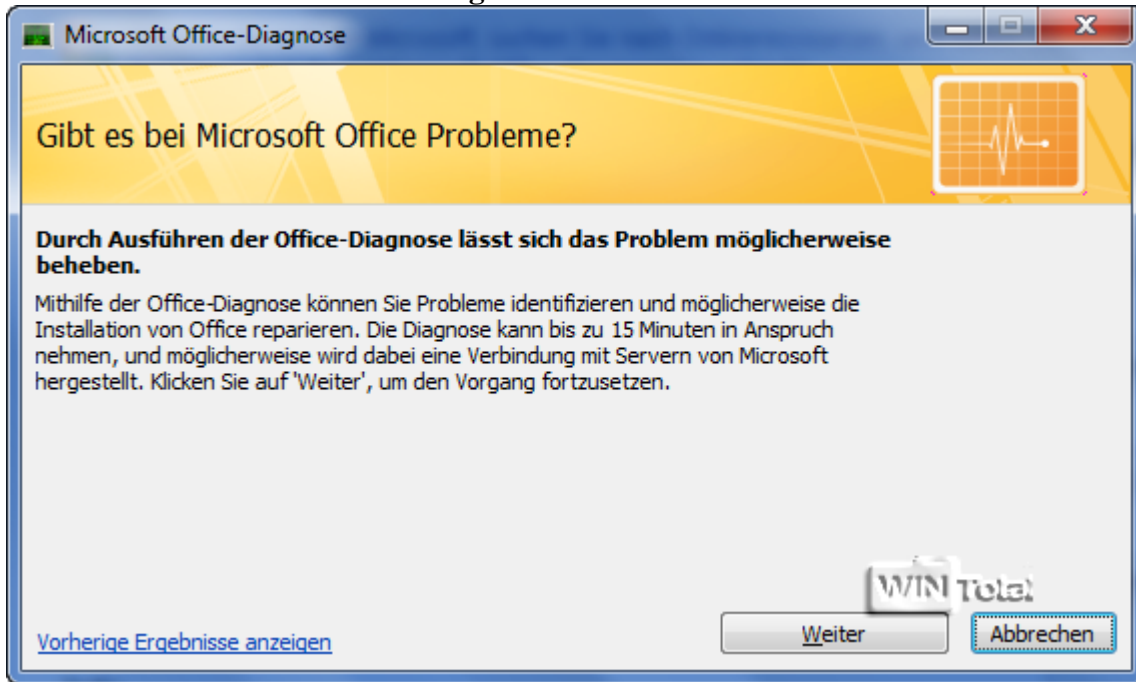 Microsoft Office-Diagnose
Gibt es bei Microsoft Office Probleme?
Durch Ausführen der Office-Diagnose lässt sich das Problem möglicherweise
beheben.
Mithilfe der Office-Diagnose können Sie Probleme identifizieren und möglicherweise die
Installation von Office reparieren. Die Diagnose kann bis zu 15 Minuten in Anspruch
nehmen, und möglicherweise wird dabei eine Verbindung mit Servern von Microsoft
hergestellt. Klicken Sie auf 'Weiter', um den Vorgang fortzusetzen.
WIN Total
Vorherige Ergebnisse anzeigen
Weiter
Abbrechen